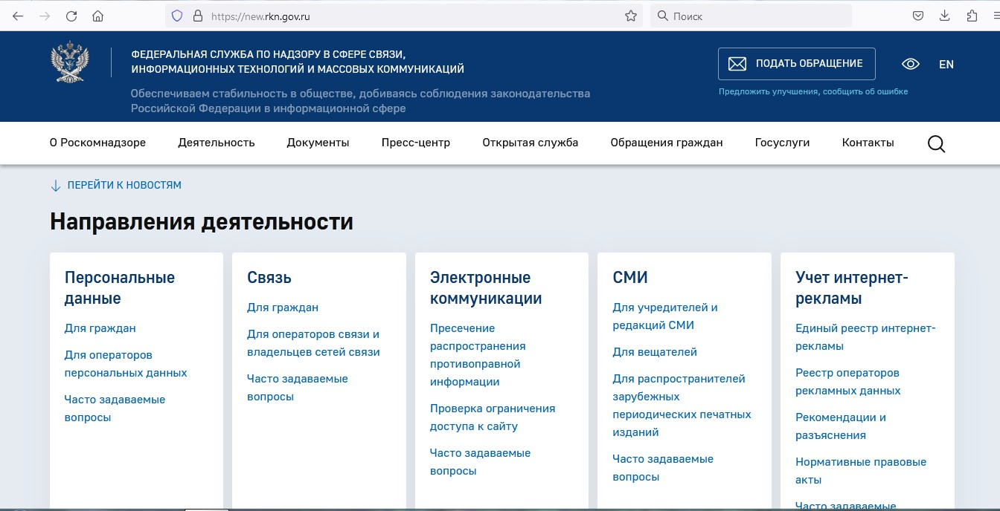 https://new.rkn.gov.ru
Поиск
ФЕДЕРАЛЬНАЯ СЛУЖБА ПО НАДЗОРУ В СФЕРЕ СВЯЗИ,
ИНФОРМАЦИОННЫХ ТЕХНОЛОГИЙ И МАССОВЫХ КОММУНИКАЦИЙ
Обеспечиваем стабильность в обществе, добиваясь соблюдения законодательства
Российской Федерации в информационной сфере
ПОДАТЬ ОБРАЩЕНИЕ
EN
Предложить улучшения, сообщить об ошибке
О Роскомнадзоре Деятельность Документы Пресс-центр Открытая служба Обращения граждан Госуслуги Контакты
ПЕРЕЙТИ К НОВОСТЯМ
Направления деятельности
Персональные
данные
Для граждан
Для операторов
персональных данных
Часто задаваемые
вопросы
Связь
Для граждан
Для операторов связи и
владельцев сетей связи
Часто задаваемые
вопросы
Электронные
коммуникации
Пресечение
распространения
противоправной
информации
Проверка ограничения
доступа к сайту
Часто задаваемые
вопросы
СМИ
Для учредителей и
редакций СМИ
Для вещателей
Для распространителей
зарубежных
периодических печатных
изданий
Часто задаваемые
вопросы
Учет интернет-
рекламы
Единый реестр интернет-
рекламы
Реестр операторов
рекламных данных
Рекомендации и
разъяснения
Нормативные правовые
акты
Часто задаваемые